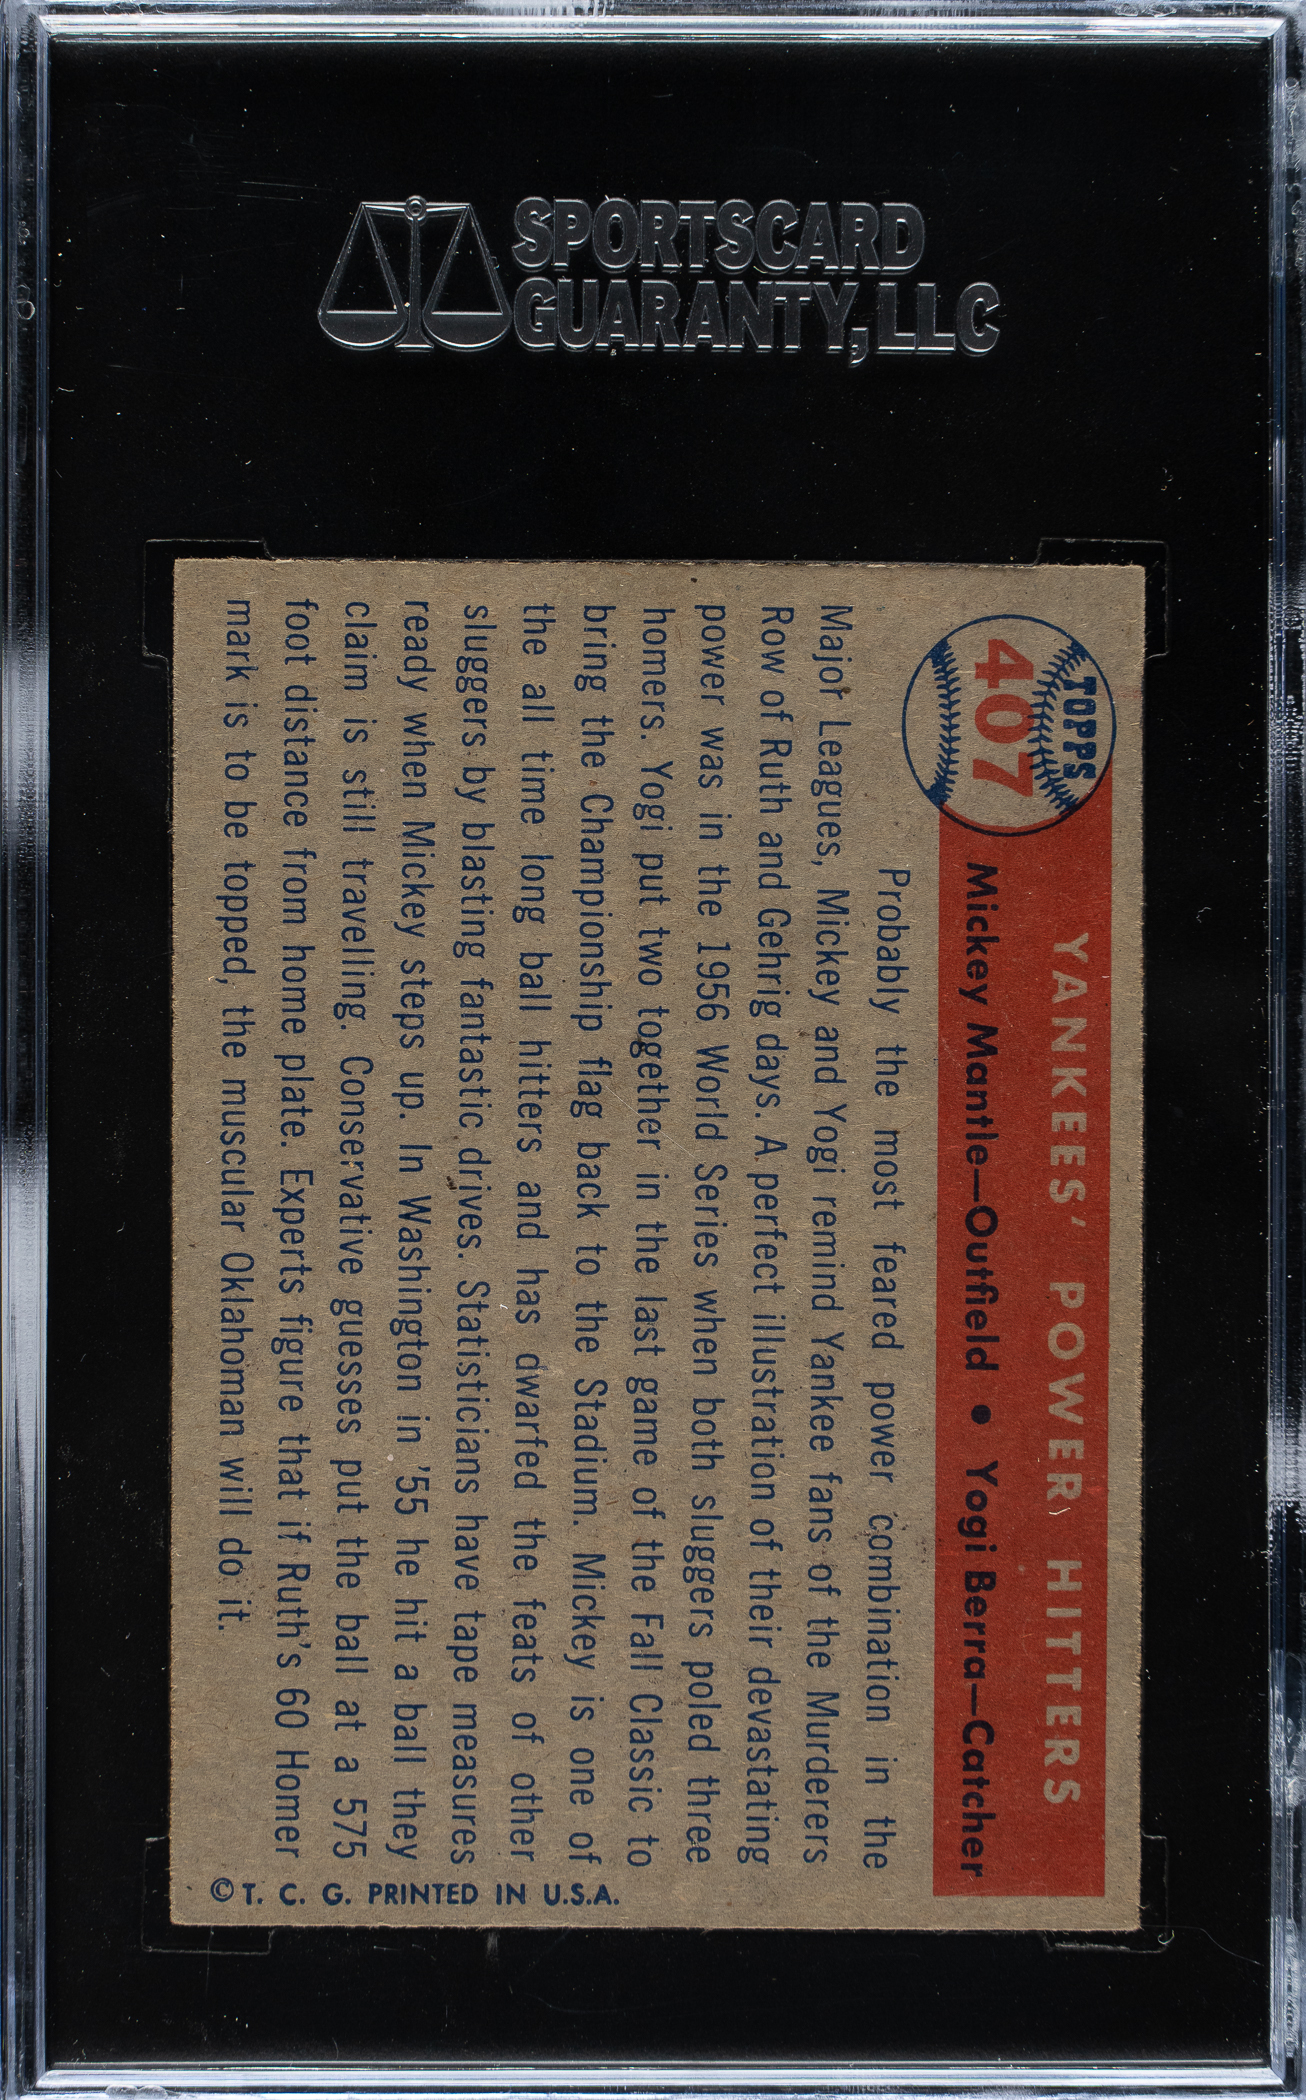 SPORTSCARD
GUARANTY, LLC
TOPPS
407
YANKEES' POWER HITTERS
Mickey Mantle—Outfield • Yogi Berra—Catcher
Probably the most feared power combination in the
Major Leagues, Mickey and Yogi remind Yankee fans of the Murderers
Row of Ruth and Gehrig days. A perfect illustration of their devastating
power was in the 1956 World Series when both sluggers poled three
homers. Yogi put two together in the last game of the Fall Classic to
bring the Championship flag back to the Stadium. Mickey is one of
the all time long ball hitters and has dwarfed the feats of other
sluggers by blasting fantastic drives. Statisticians have tape measures
ready when Mickey steps up. In Washington in '55 he hit a ball they
claim is still travelling. Conservative guesses put the ball at a 575
foot distance from home plate. Experts figure that if Ruth's 60 Homer
mark is to be topped, the muscular Oklahoman will do it.
© T. C. G. PRINTED IN U.S.A.